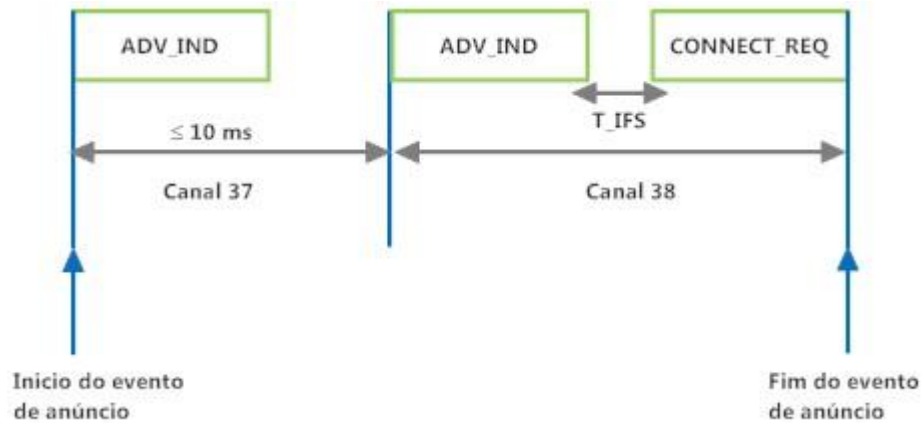 ADV_IND
ADV_IND
CONNECT_REQ
T_IFS
≤ 10 ms
Canal 37
Canal 38
Inicio do evento
de anúncio
Fim do evento
de anúncio